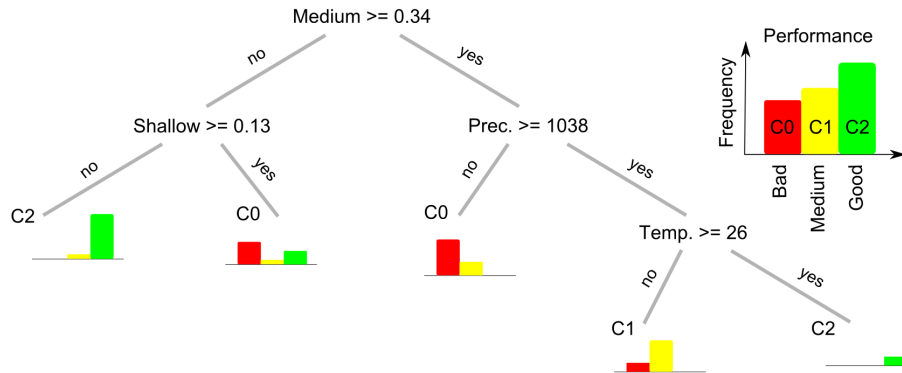 Medium >= 0.34
no
yes
Performance
Frequency
C0
C1
C2
Bad
Medium
Good
Shallow >= 0.13
Prec. >= 1038
no
yes
no
yes
C2
C0
C0
Temp. >= 26
no
yes
C1
C2